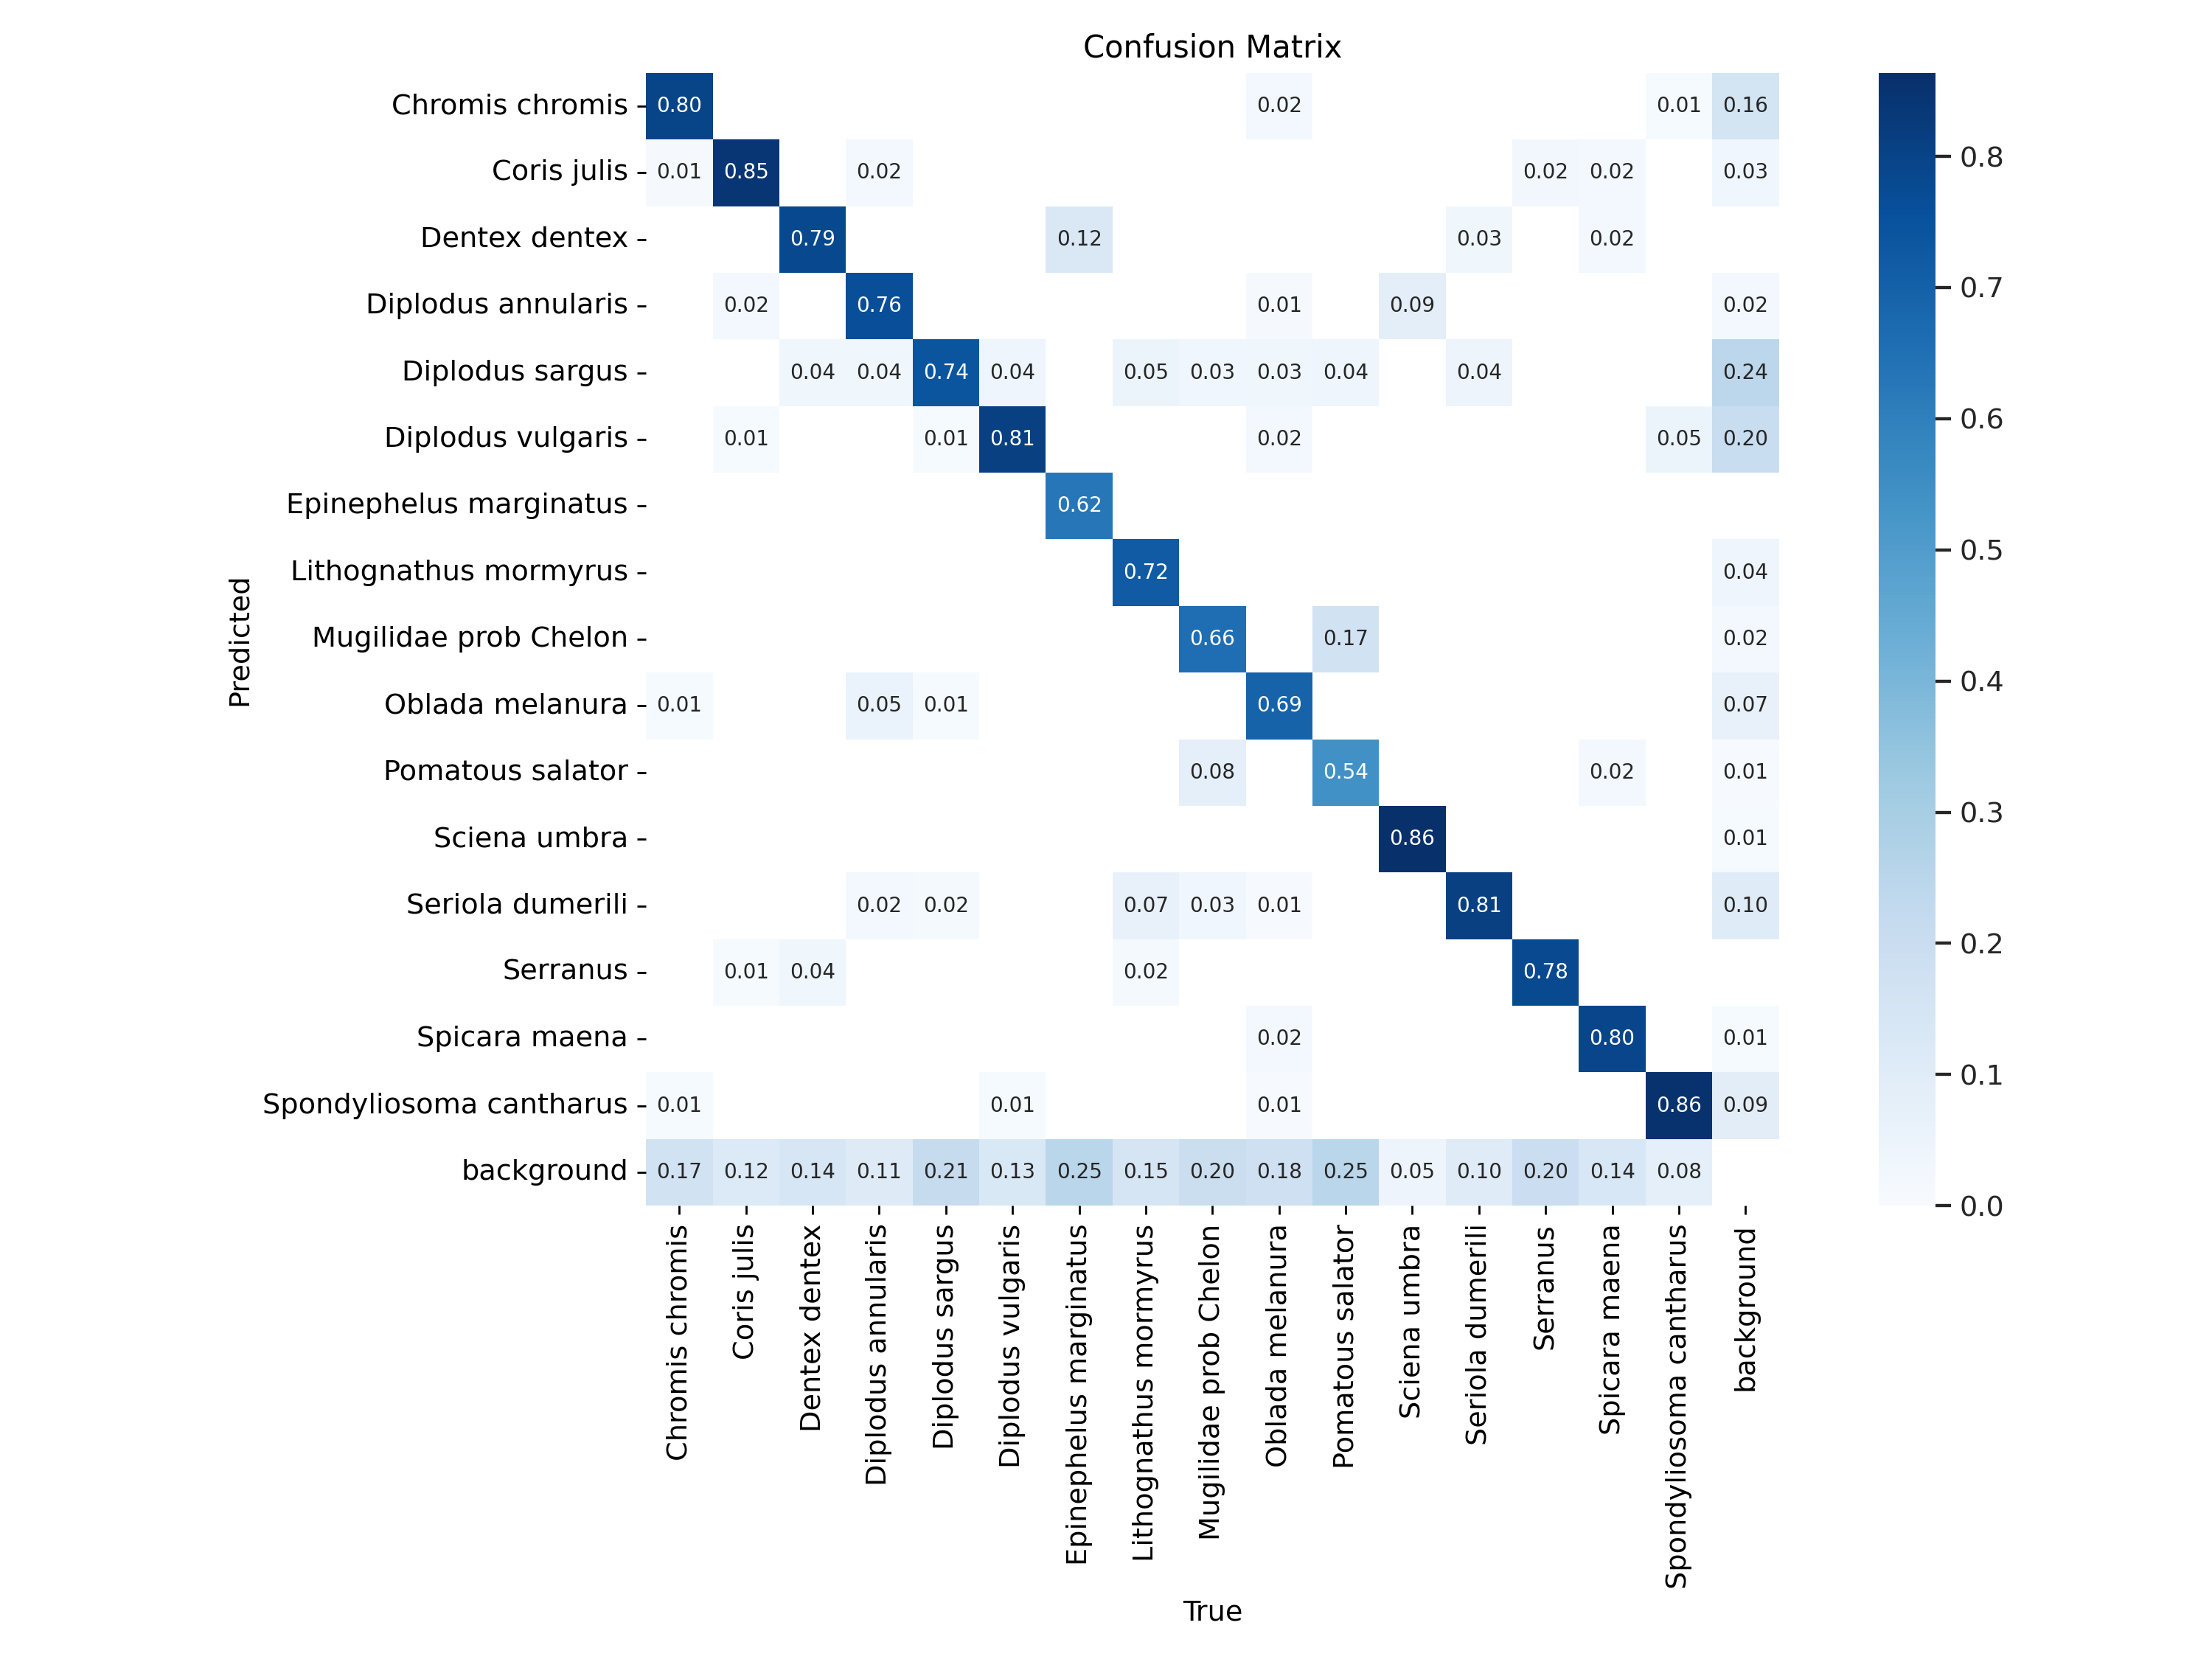 Confusion Matrix
Chromis chromis 0.80 0.02 0.01 0.16
Coris julis 0.01 0.85 0.02 0.02 0.02 0.03 0.8
Dentex dentex 0.79 0.12 0.03 0.02
Diplodus annularis 0.02 0.76 0.01 0.09 0.02 0.7
Diplodus sargus 0.04 0.04 0.74 0.04 0.05 0.03 0.03 0.04 0.04 0.24
Diplodus vulgaris 0.01 0.01 0.81 0.02 0.05 0.20 0.6
Epinephelus marginatus 0.62
Lithognathus mormyrus 0.72 0.04 0.5
Mugilidae prob Chelon 0.66 0.17 0.02
Predicted
Oblada melanura 0.01 0.05 0.01 0.69 0.07 0.4
Pomatous salator 0.08 0.54 0.02 0.01
Sciena umbra 0.86 0.01 0.3
Seriola dumerili 0.02 0.02 0.07 0.03 0.01 0.81 0.10
Serranus 0.01 0.04 0.02 0.78 0.2
Spicara maena 0.02 0.80 0.01
Spondyliosoma cantharus 0.01 0.01 0.01 0.86 0.09 0.1
background 0.17 0.12 0.14 0.11 0.21 0.13 0.25 0.15 0.20 0.18 0.25 0.05 0.10 0.20 0.14 0.08
0.0
Chromis chromis
Coris julis
Dentex dentex
Diplodus annularis
Diplodus sargus
Diplodus vulgaris
Epinephelus marginatus
Lithognathus mormyrus
Mugilidae prob Chelon
Oblada melanura
Pomatous salator
Sciena umbra
Seriola dumerili
Serranus
Spicara maena
Spondyliosoma cantharus
background
True